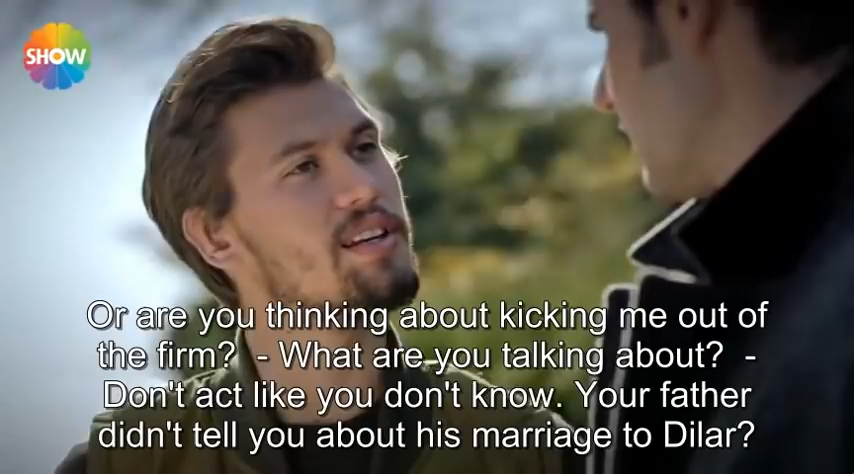 SHOW
Or are you thinking about kicking me out of
the firm?  - What are you talking about?  -
Don't act like you don't know. Your father
didn't tell you about his marriage to Dilar?